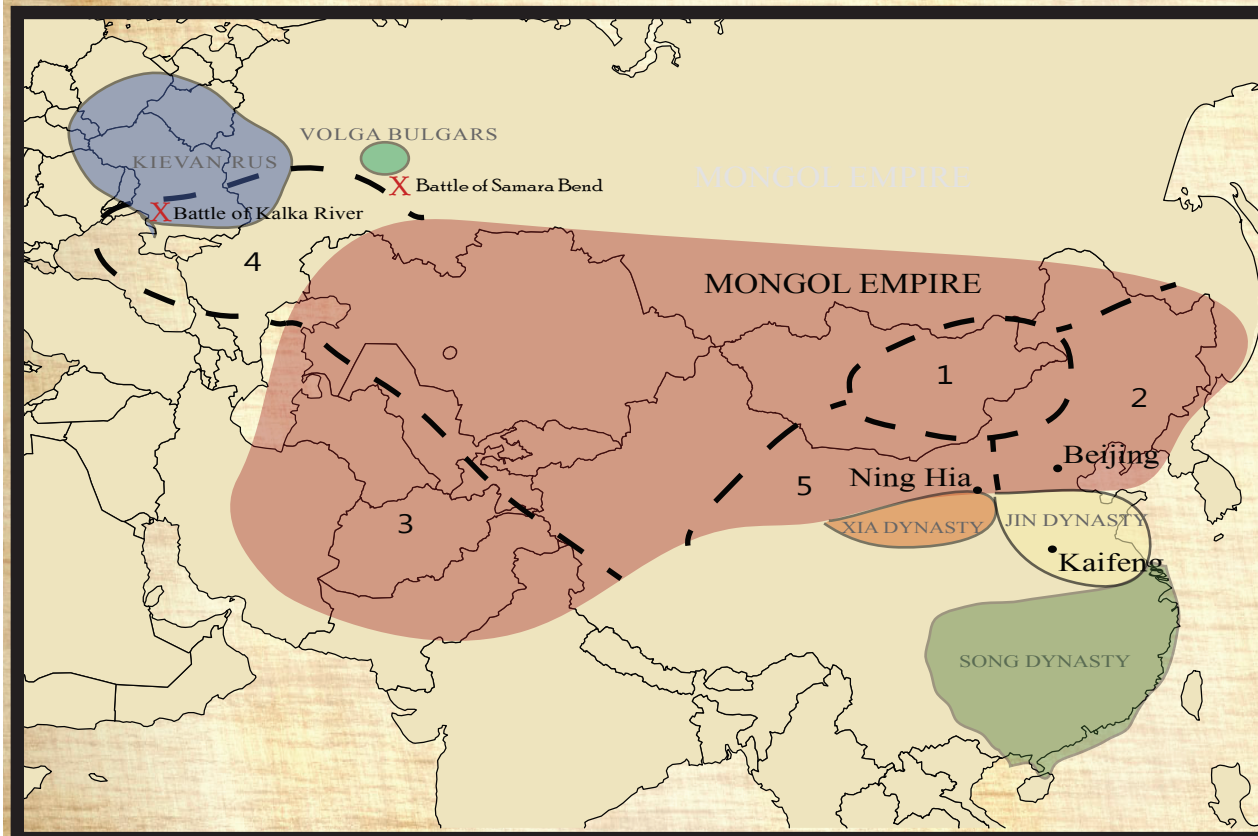 VOLGA BULGARS
KIEVAN RUS
MONGOL EMPIRE
X Battle of Samara Bend
X Battle of Kalka River
4
MONGOL EMPIRE
1
2
Beijing
Ning Hia
5
3
XIA DYNASTY
JIN DYNASTY
Kaifeng
SONG DYNASTY